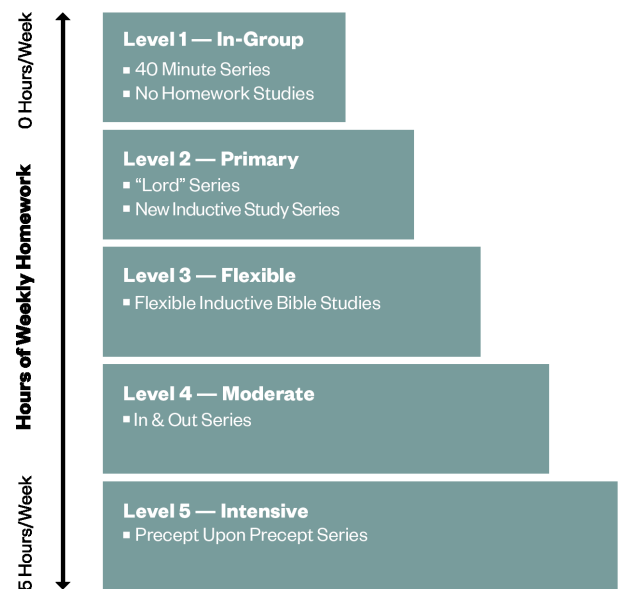 0 Hours/Week
Hours of Weekly Homework
5 Hours/Week
Level 1 — In-Group
▪ 40 Minute Series
▪ No Homework Studies
Level 2 — Primary
▪ “Lord” Series
▪ New Inductive Study Series
Level 3 — Flexible
▪ Flexible Inductive Bible Studies
Level 4 — Moderate
▪ In & Out Series
Level 5 — Intensive
▪ Precept Upon Precept Series